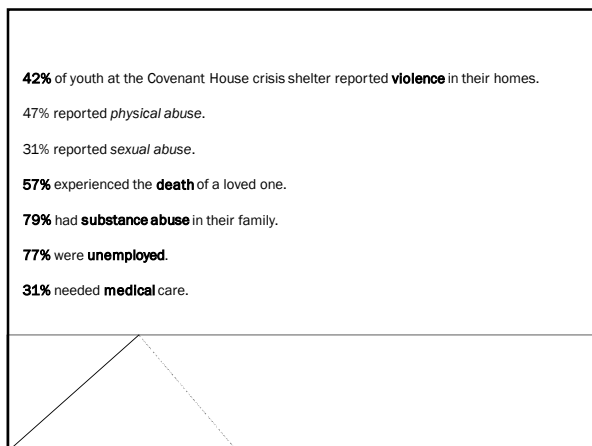 42% of youth at the Covenant House crisis shelter reported violence in their homes.
47% reported physical abuse.
31% reported sexual abuse.
57% experienced the death of a loved one.
79% had substance abuse in their family.
77% were unemployed.
31% needed medical care.